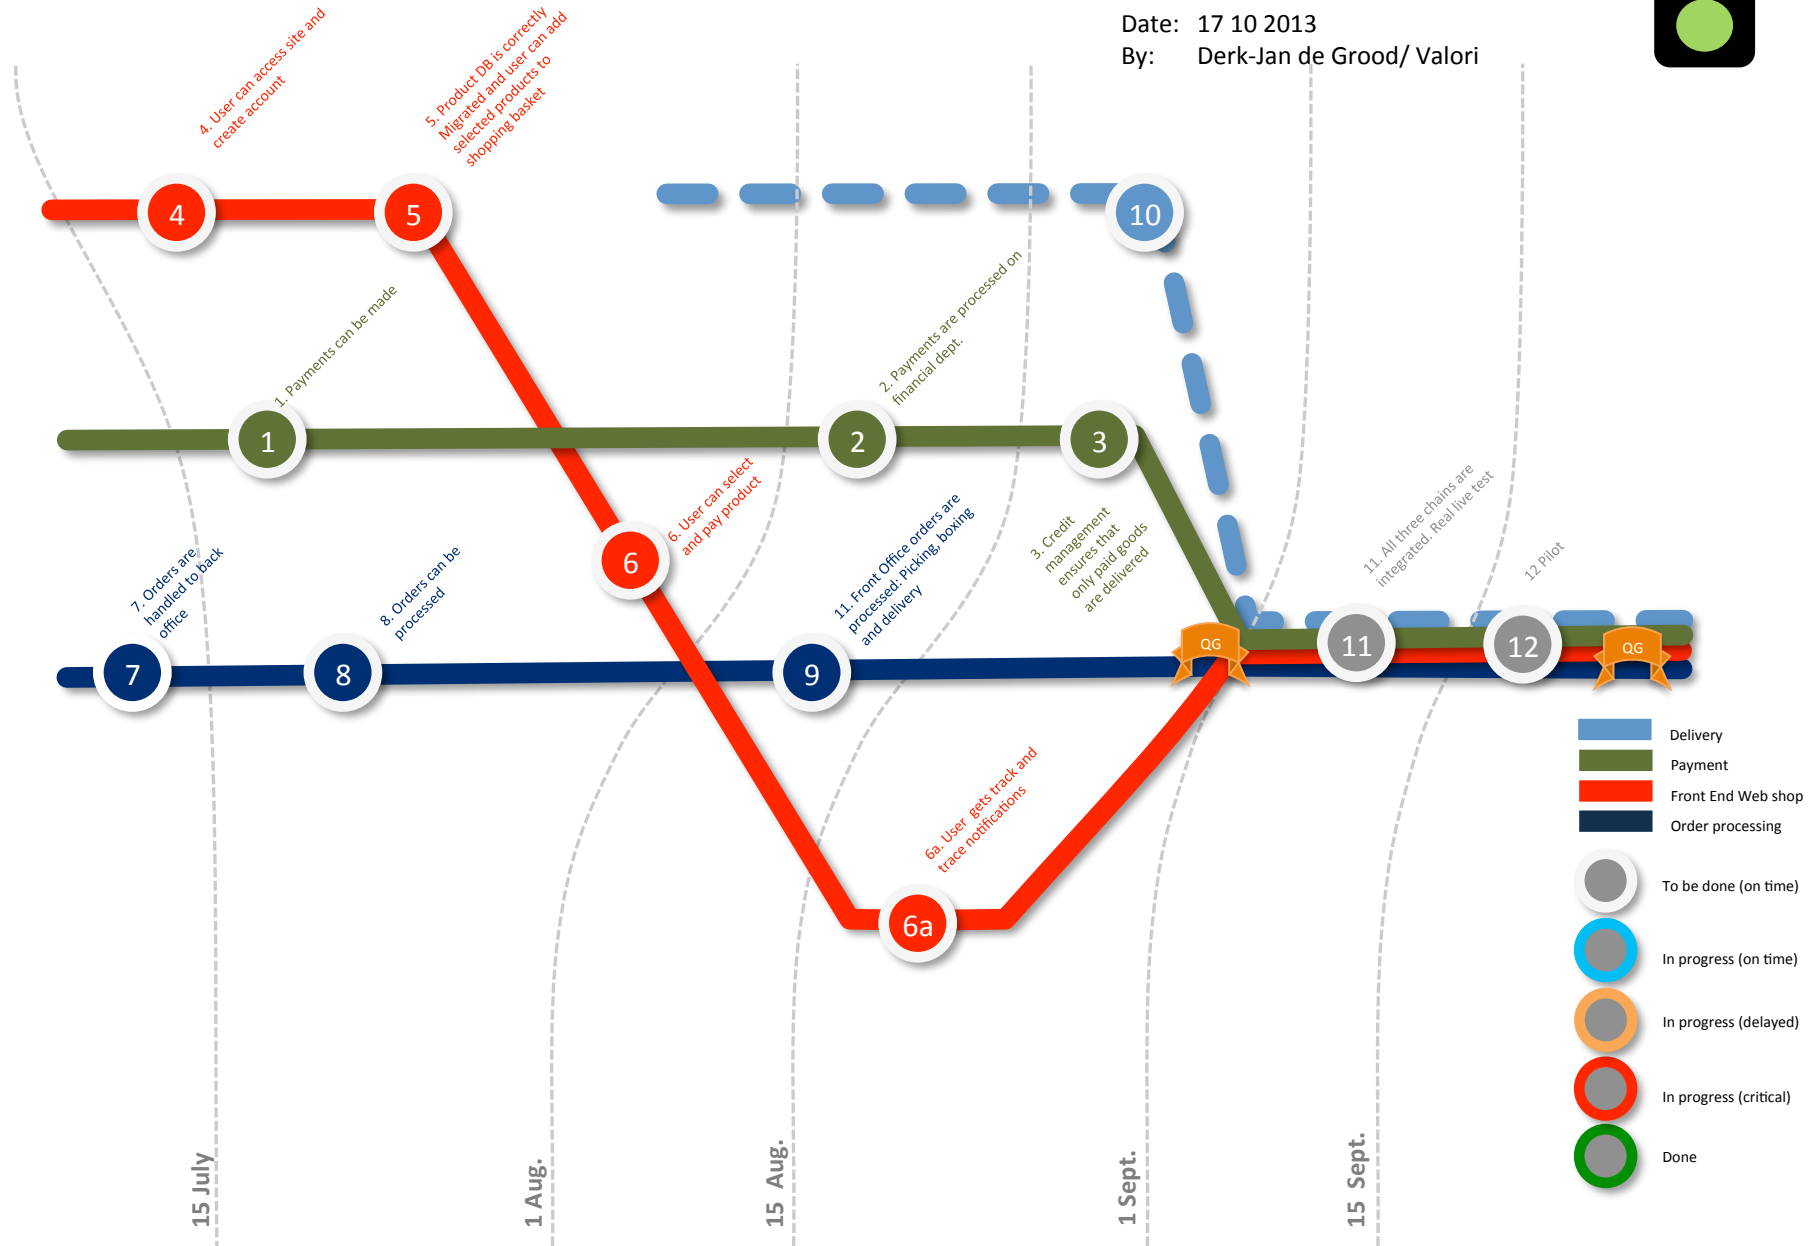 Date: 17 10 2013
By: Derk-Jan de Grood/ Valori
4. User can access site and
create account
5. Product DB is correctly
Migrated and user can add
selected products to
shopping basket
4
5
10
1. Payments can be made
2. Payments are processed on
financial dept.
1
2
3
6. User can select
and pay product
3. Credit
management
ensures that
only paid goods
are delivered
11. All three chains are
integrated. Real live test
12 Pilot
6
7. Orders are
handled to back
office
8. Orders can be
processed
11. Front Office orders are
processed: Picking, boxing
and delivery
7
8
9
QG
11
12
QG
6a. User gets track and
trace notifications
6a
Delivery
Payment
Front End Web shop
Order processing
To be done (on time)
In progress (on time)
In progress (delayed)
In progress (critical)
Done
15 July
1 Aug.
15 Aug.
1 Sept.
15 Sept.